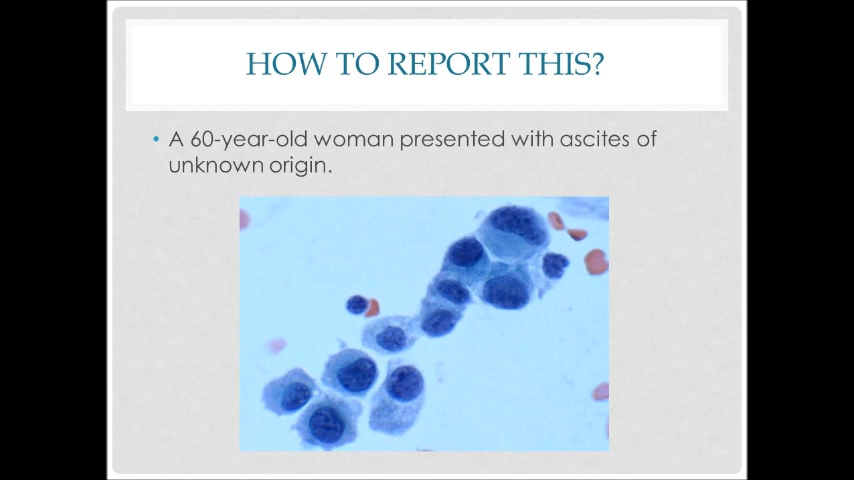 HOW TO REPORT THIS?
• A 60-year-old woman presented with ascites of
unknown origin.